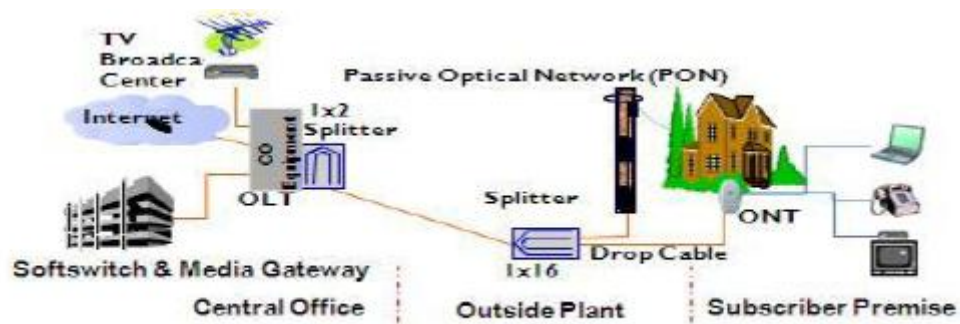 TV
Broadca
Center
Passive Optical Network (PON)
Internet
1x2
Splitter
CO
Equipment
OLT
Splitter
ONT
Drop Cable
1x16
Softswitch & Media Gateway
Central Office
Outside Plant
Subscriber Premise